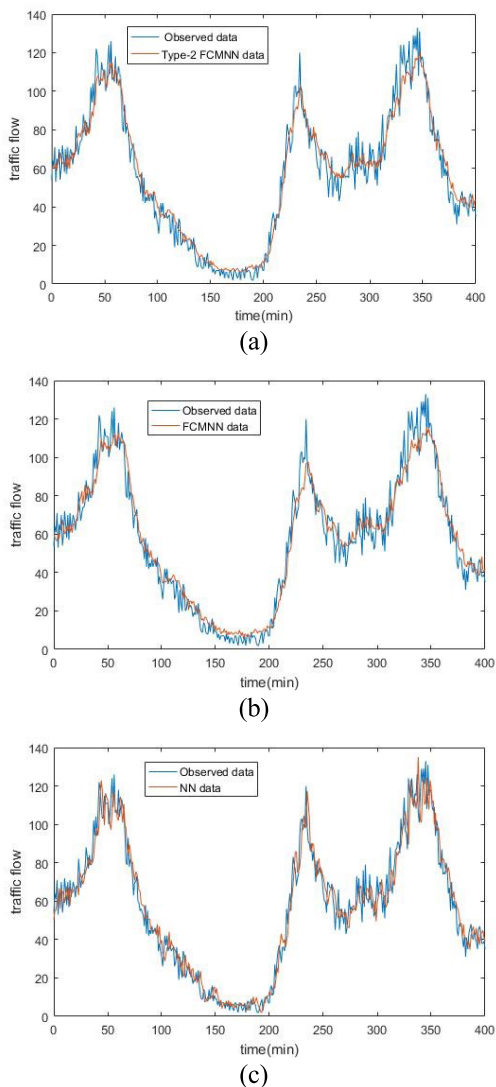 140
120
100
80
60
40
20
0
traffic flow
Observed data
Type-2 FCMNN data
0 50 100 150 200 250 300 350 400
time(min)
(a)
140
120
100
80
60
40
20
0
traffic flow
Observed data
FCMNN data
0 50 100 150 200 250 300 350 400
time(min)
(b)
140
120
100
80
60
40
20
0
traffic flow
Observed data
NN data
0 50 100 150 200 250 300 350 400
time(min)
(c)